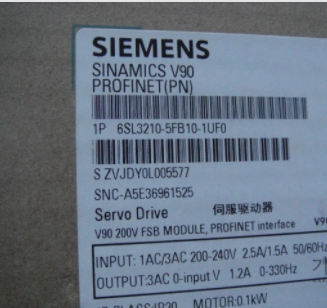 SIEMENS
SINAMICS V90
PROFINET(PN)
1P 6SL3210-5FB10-1UF0
S ZVJDY0L005577
SNC-A5E36961525
Servo Drive 伺服驱动器
V90 200V FSB MODULE, PROFINET interface V90
INPUT: 1AC/3AC 200-240V 2.5A/1.5A 50/60Hz
OUTPUT:3AC 0-input V 1.2A 0-330Hz
IP20 MOTOR:0.1kW